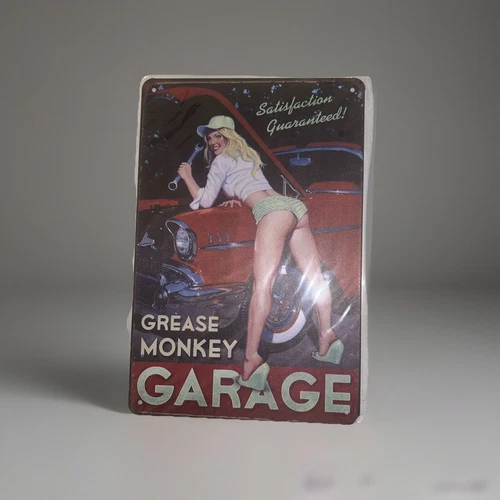 Satisfaction
Guaranteed!
GREASE
MONKEY
GARAGE